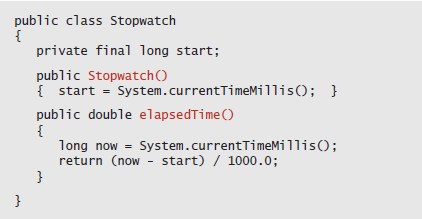 public class Stopwatch
{
private final long start;
public Stopwatch()
{ start = System.currentTimeMillis(); }
public double elapsedTime()
{
long now = System.currentTimeMillis();
return (now - start) / 1000.0;
}
}